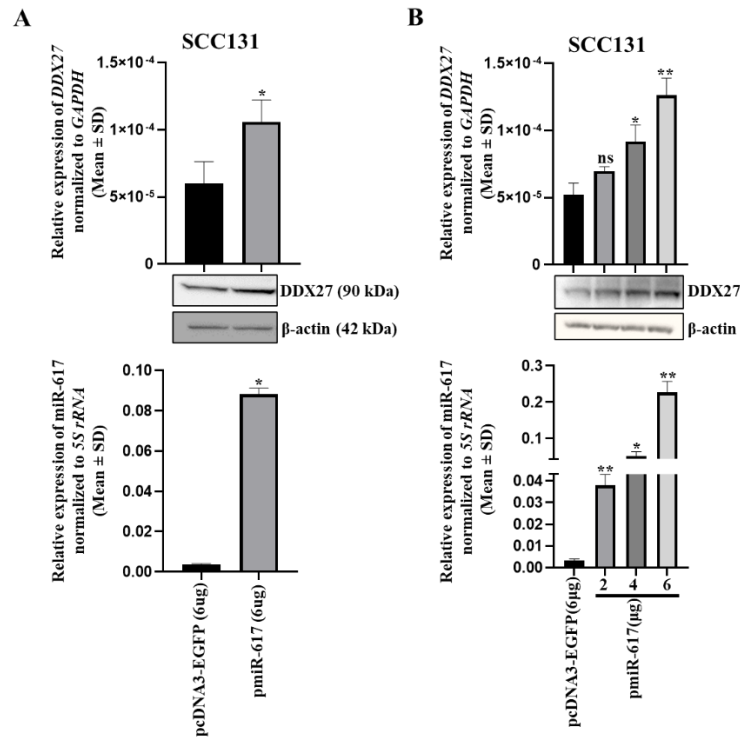 A
SCC131
Relative expression of DDX27
normalized to GAPDH
(Mean ± SD)
1.5×10⁻⁴
1×10⁻⁴
5×10⁻⁵
0
*
DDX27 (90 kDa)
β-actin (42 kDa)
Relative expression of miR-617
normalized to 5S rRNA
(Mean ± SD)
0.10
0.08
0.06
0.04
0.02
0.00
*
pcDNA3-EGFP (6ug)
pmiR-617 (6ug)
B
SCC131
Relative expression of DDX27
normalized to GAPDH
(Mean ± SD)
1.5×10⁻⁴
1×10⁻⁴
5×10⁻⁵
0
ns
*
**
DDX27
β-actin
Relative expression of miR-617
normalized to 5S rRNA
(Mean ± SD)
0.3
0.2
0.1
0.04
0.03
0.02
0.01
0.00
**
*
**
2 4 6
pcDNA3-EGFP(6μg)
pmiR-617(μg)